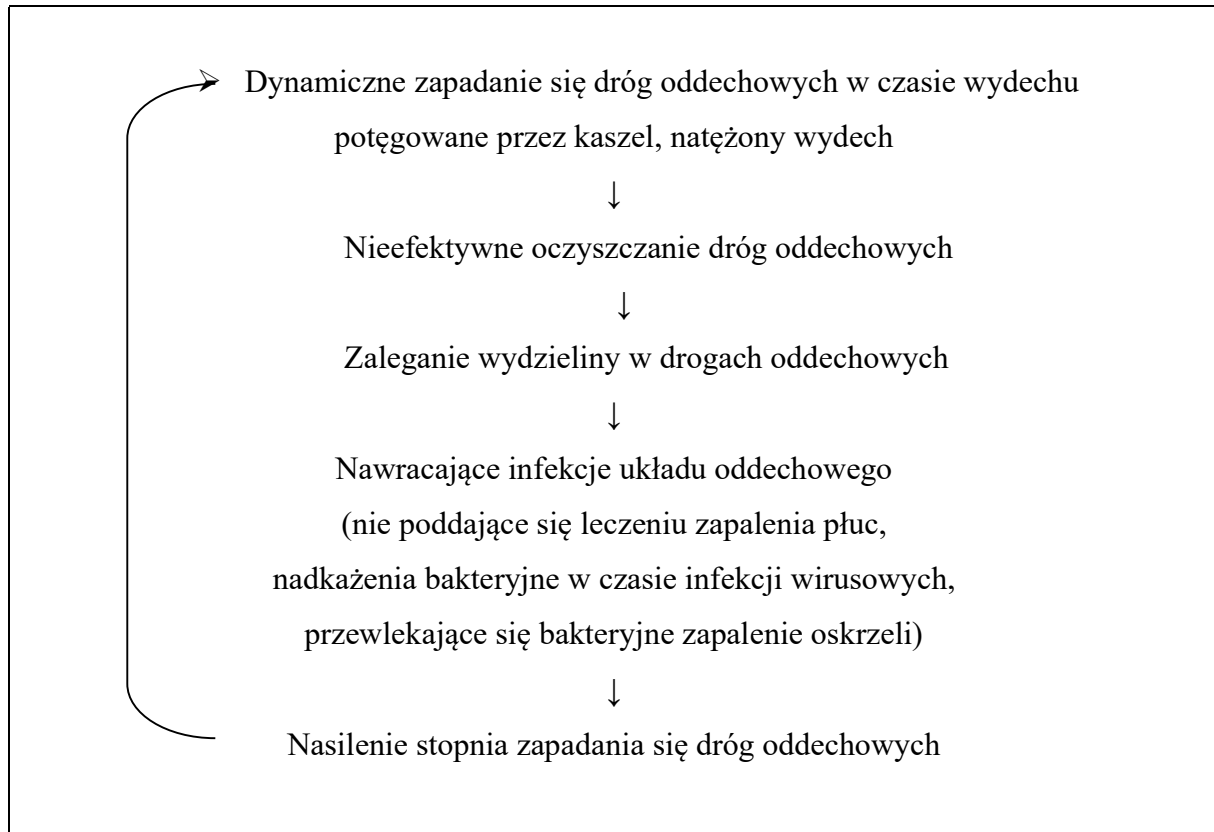 ➢ Dynamiczne zapadanie się dróg oddechowych w czasie wydechu
potęgowane przez kaszel, natężony wydech
↓
Nieefektywne oczyszczanie dróg oddechowych
↓
Zaleganie wydzieliny w drogach oddechowych
↓
Nawracające infekcje układu oddechowego
(nie poddające się leczeniu zapalenia płuc,
nadkażenia bakteryjne w czasie infekcji wirusowych,
przewlekające się bakteryjne zapalenie oskrzeli)
↓
Nasilenie stopnia zapadania się dróg oddechowych